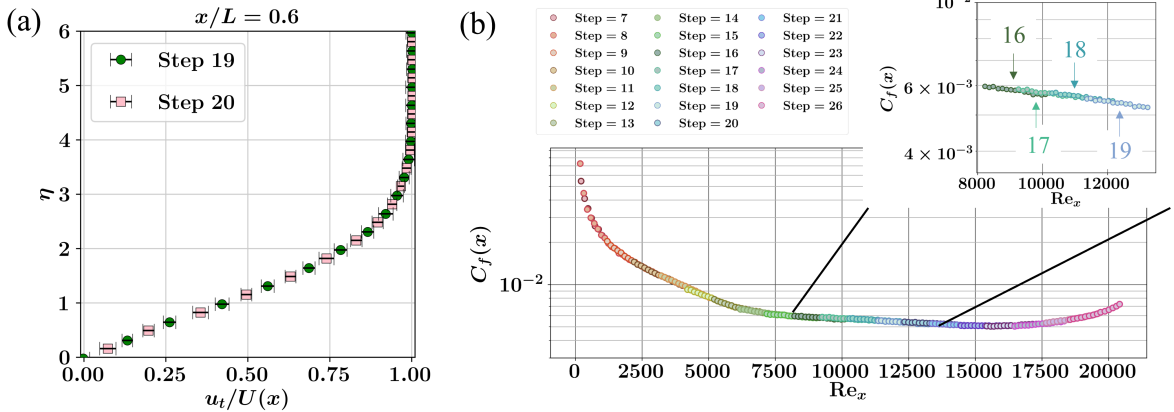 (a)
x/L = 0.6
6
5
4
3
2
1
0
η
Step 19
Step 20
0.00
0.25
0.50
0.75
1.00
u_t/U(x)
(b)
Step = 7
Step = 8
Step = 9
Step = 10
Step = 11
Step = 12
Step = 13
Step = 14
Step = 15
Step = 16
Step = 17
Step = 18
Step = 19
Step = 20
Step = 21
Step = 22
Step = 23
Step = 24
Step = 25
Step = 26
C_f(x)
10⁻²
0
2500
5000
7500
10000
12500
15000
17500
20000
Re_x
10⁻²
C_f(x)
6 × 10⁻³
4 × 10⁻³
16
18
17
19
8000
10000
12000
Re_x